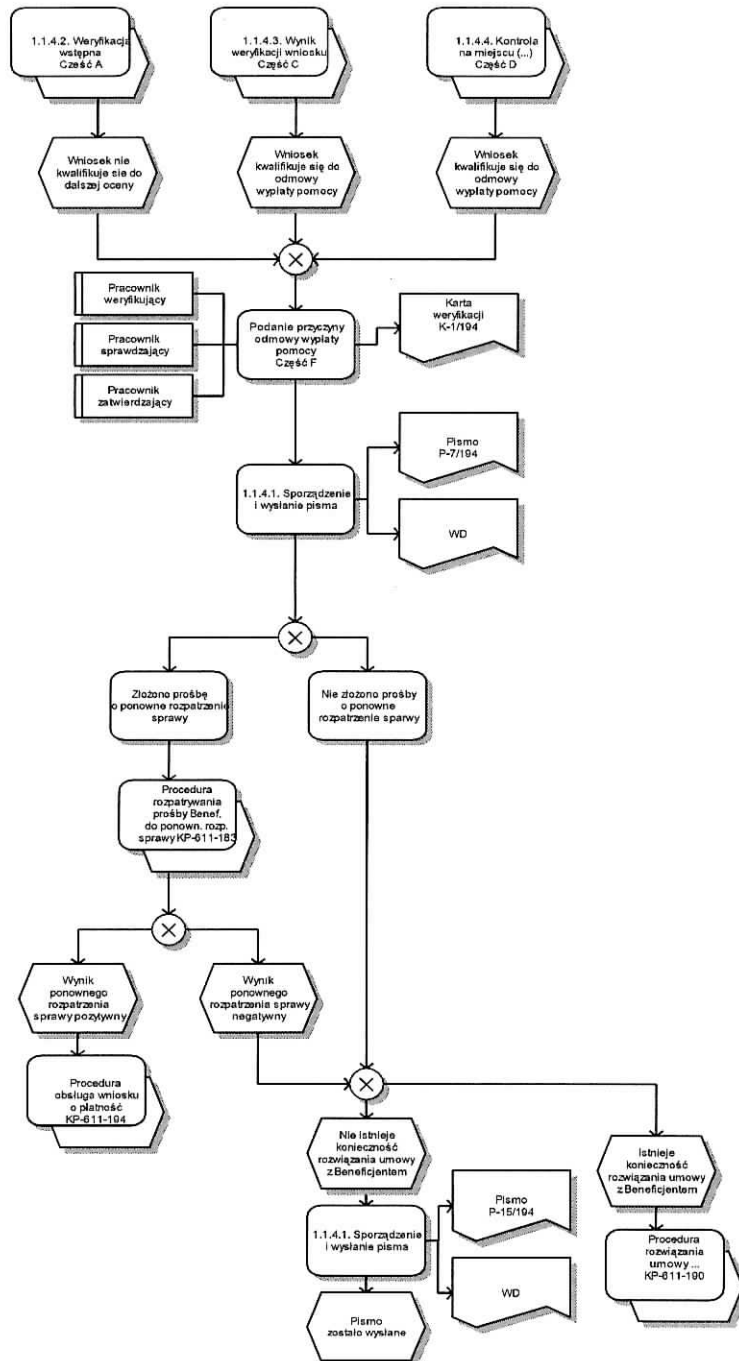 1.1.4.2. Weryfikacja
wstępna
Cześć A
1.1.4.3. Wynik
weryfikacji wniosku
Część C
1.1.4.4. Kontrola
na miejscu (...)
Część D
Wniosek nie
kwalifikuje sie do
dalszej oceny
Wniosek
kwalifikuje się do
odmowy
wypłaty pomocy
Wniosek
kwalifikuje się do
odmowy
wypłaty pomocy
Pracownik
weryfikujący
Pracownik
sprawdzający
Pracownik
zatwierdzający
Podanie przyczyny
odmowy wypłaty
pomocy
Część F
Karta
weryfikacji
K-1/194
Pismo
P-7/194
1.1.4.1. Sporządzenie
i wysłanie pisma
WD
Złożono prośbę
o ponowne rozpatrzenie
sprawy
Nie złożono prośby
o ponowne
rozpatrzenie sparwy
Procedura
rozpatrywania
prośby Benef.
do ponown. rozp.
sprawy KP-611-183
Wynik
ponownego
rozpatrzenia
sprawy pozytywny
Wynik
ponownego
rozpatrzenia sprawy
negatywny
Procedura
obsługa wniosku
o płatność
KP-611-194
Nie istnieje
konieczność
rozwiązania umowy
z Beneficjentem
Istnieje
konieczność
rozwiązania umowy
z Beneficjentem
Pismo
P-15/194
1.1.4.1. Sporządzenie
i wysłanie pisma
WD
Procedura
rozwiązania
umowy ...
KP-611-190
Pismo
zostało wysłane